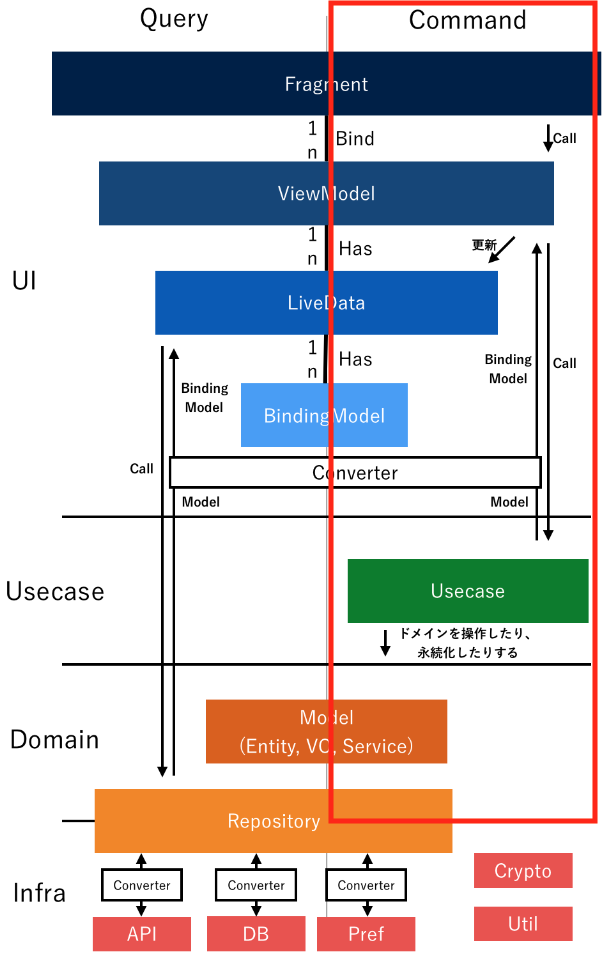 Query
Command
Fragment
1
n
Bind
Call
ViewModel
1
n
Has
更新
UI
LiveData
1
n
Has
Binding
Model
Call
Binding
Model
BindingModel
Call
Converter
Model
Model
Usecase
Usecase
ドメインを操作したり、
永続化したりする
Domain
Model
(Entity, VO, Service)
Repository
Infra
Converter
Converter
Converter
Crypto
API
DB
Pref
Util